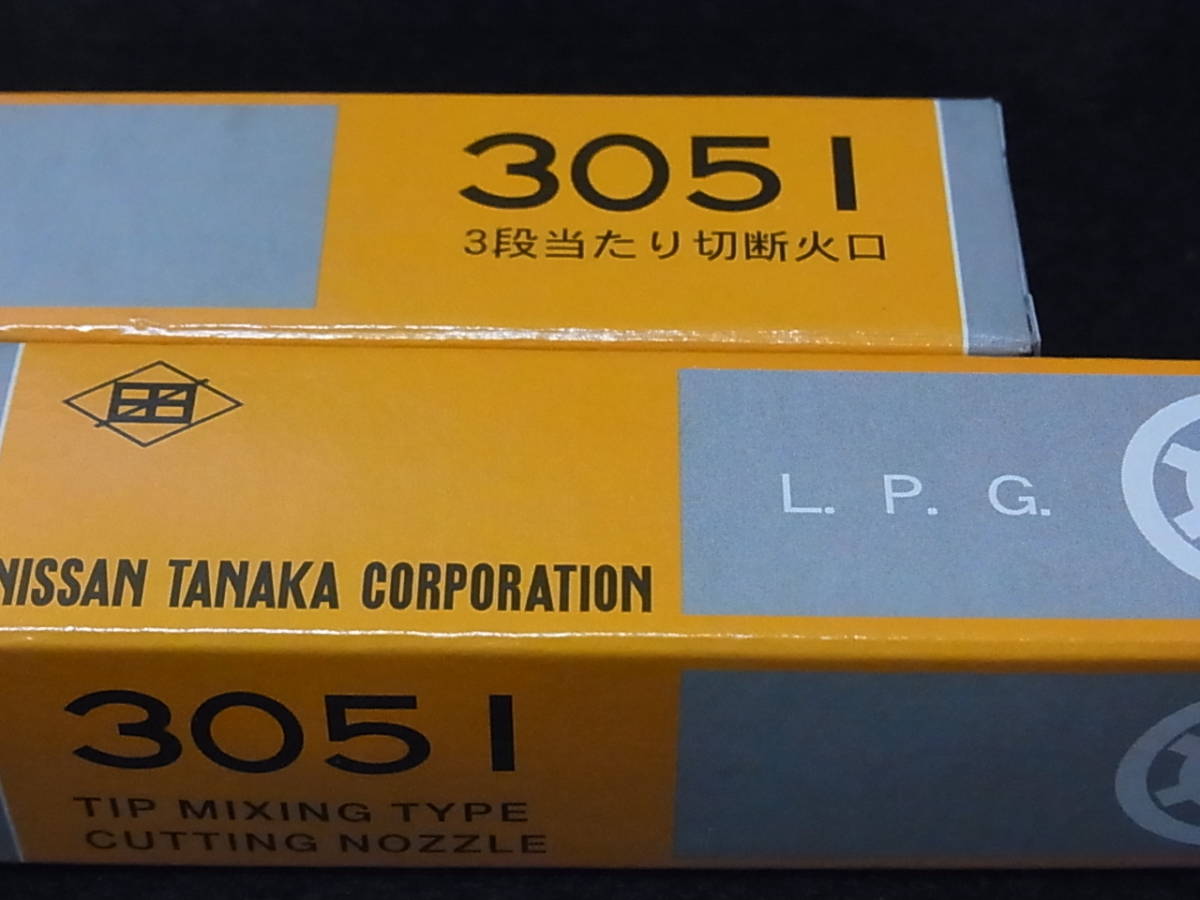 3051
3段当たり切断火口
L. P. G.
NISSAN TANAKA CORPORATION
3051
TIP MIXING TYPE
CUTTING NOZZLE